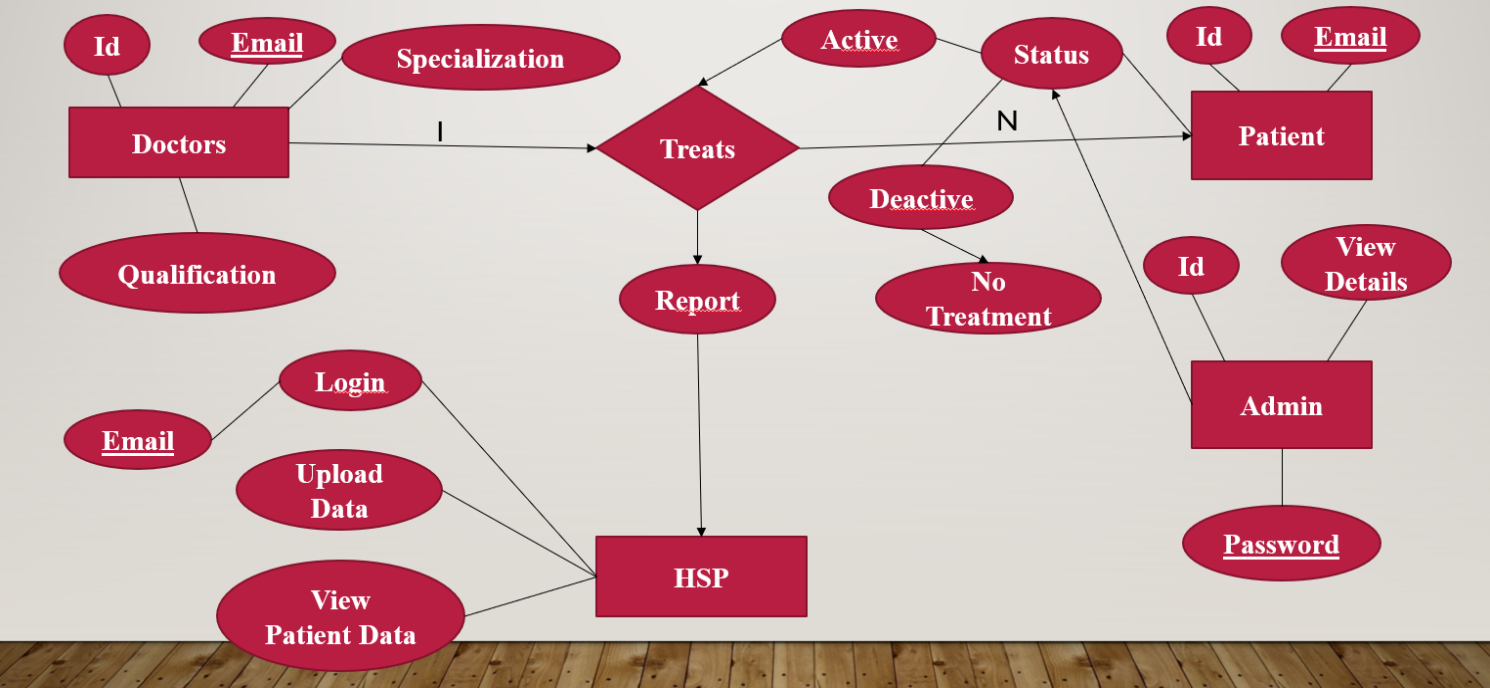 Id
Email
Specialization
Active
Status
Id
Email
Doctors
I
Treats
N
Patient
Deactive
Qualification
Report
No
Treatment
Id
View
Details
Login
Email
Admin
Upload
Data
Password
HSP
View
Patient Data